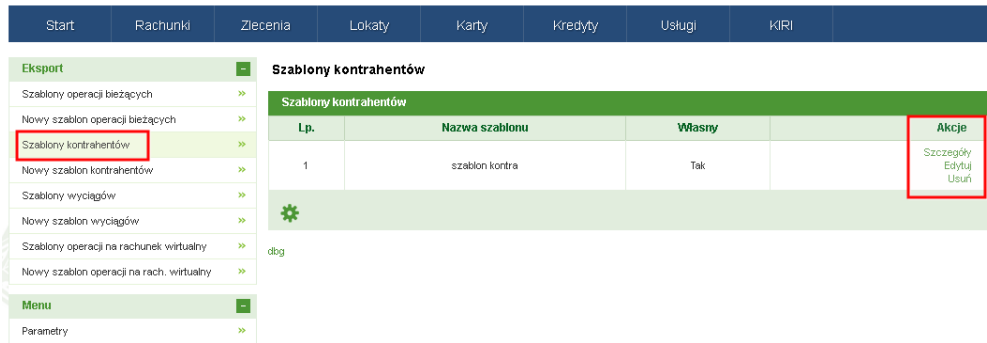 Start Rachunki Zlecenia Lokaty Karty Kredyty Usługi KIRI
Eksport
Szablony operacji bieżących
Nowy szablon operacji bieżących
Szablony kontrahentów
Nowy szablon kontrahentów
Szablony wyciągów
Nowy szablon wyciągów
Szablony operacji na rachunek wirtualny
Nowy szablon operacji na rach. wirtualny
Menu
Parametry
Szablony kontrahentów
Szablony kontrahentów
Lp. Nazwa szablonu Własny Akcje
1 szablon kontra Tak Szczegóły
Edytuj
Usuń
dbg